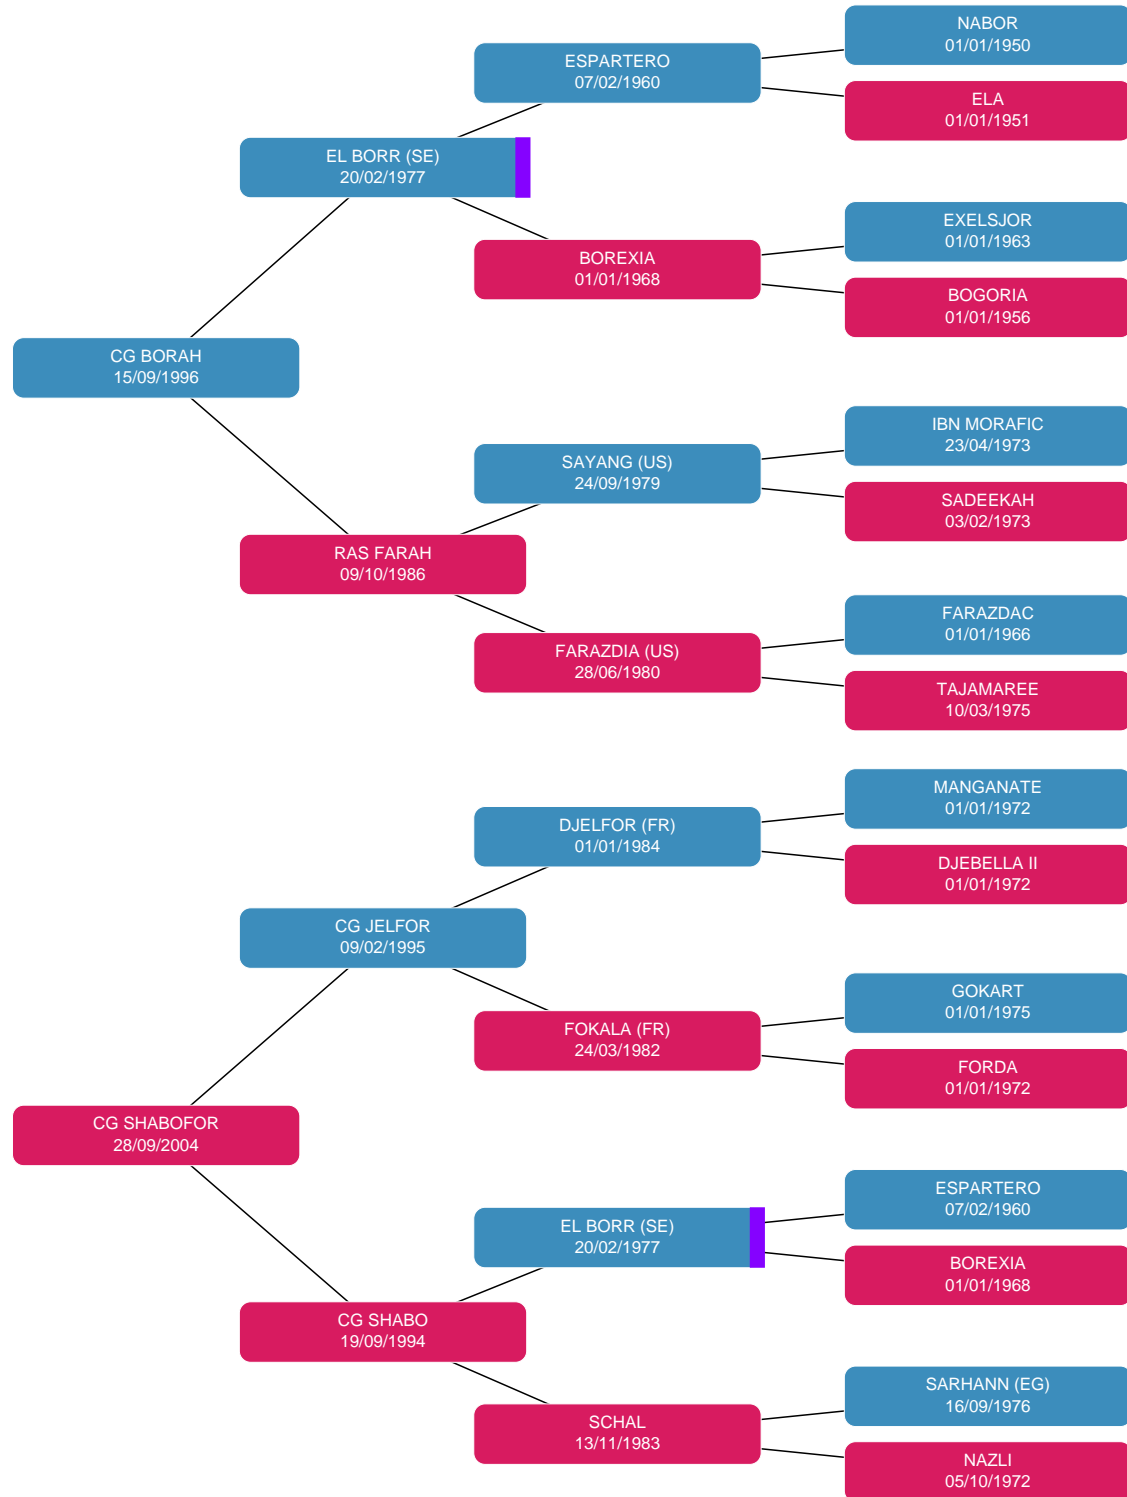 NABOR
01/01/1950
ESPARTERO
07/02/1960
ELA
01/01/1951
EL BORR (SE)
20/02/1977
EXELSJOR
01/01/1963
BOREXIA
01/01/1968
BOGORIA
01/01/1956
CG BORAH
15/09/1996
IBN MORAFIC
23/04/1973
SAYANG (US)
24/09/1979
SADEEKAH
03/02/1973
RAS FARAH
09/10/1986
FARAZDAC
01/01/1966
FARAZDIA (US)
28/06/1980
TAJAMAREE
10/03/1975
MANGANATE
01/01/1972
DJELFOR (FR)
01/01/1984
DJEBELLA II
01/01/1972
CG JELFOR
09/02/1995
GOKART
01/01/1975
FOKALA (FR)
24/03/1982
FORDA
01/01/1972
CG SHABOFOR
28/09/2004
ESPARTERO
07/02/1960
EL BORR (SE)
20/02/1977
BOREXIA
01/01/1968
CG SHABO
19/09/1994
SARHANN (EG)
16/09/1976
SCHAL
13/11/1983
NAZLI
05/10/1972